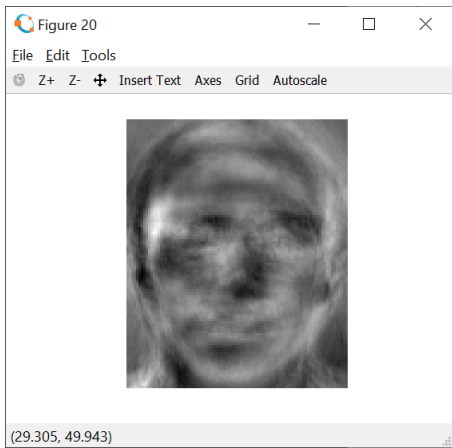 Figure 20
File Edit Tools
Z+ Z- Insert Text Axes Grid Autoscale
(29.305, 49.943)